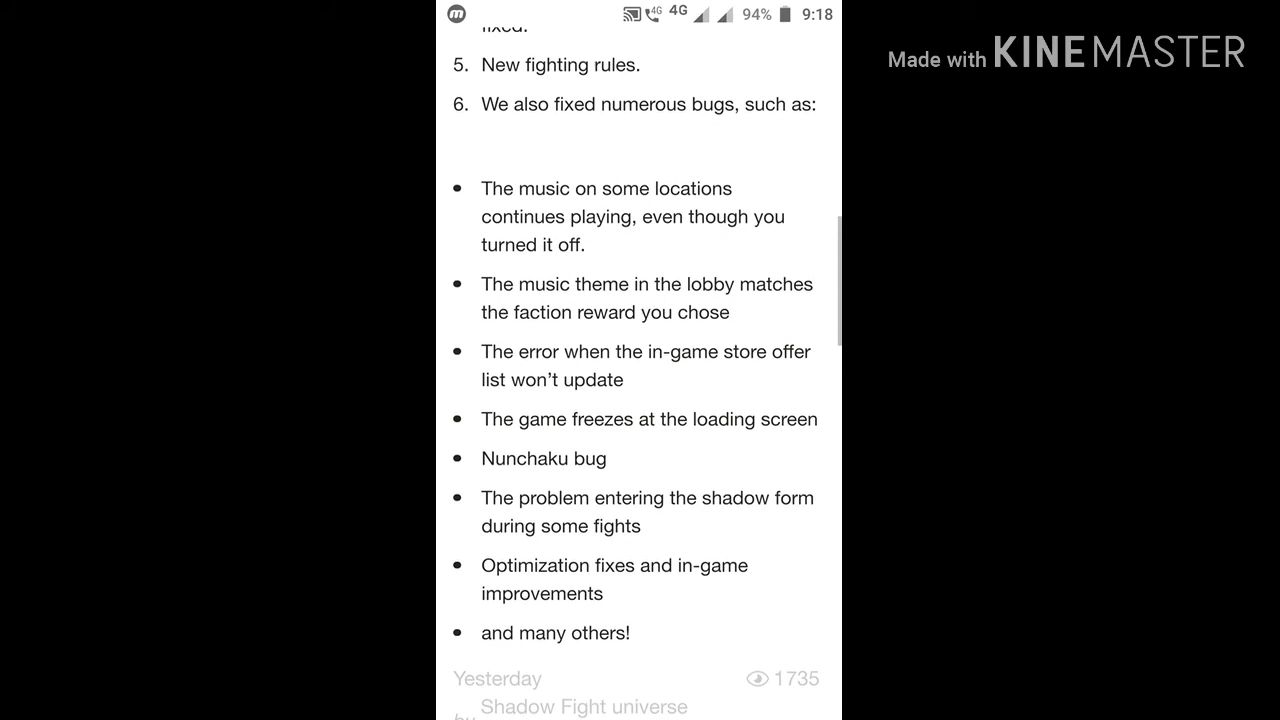 4G 4G 94% 9:18
Made with KINEMASTER
fixed.
5. New fighting rules.
6. We also fixed numerous bugs, such as:
• The music on some locations
continues playing, even though you
turned it off.
• The music theme in the lobby matches
the faction reward you chose
• The error when the in-game store offer
list won’t update
• The game freezes at the loading screen
• Nunchaku bug
• The problem entering the shadow form
during some fights
• Optimization fixes and in-game
improvements
• and many others!
Yesterday 1735
by Shadow Fight universe